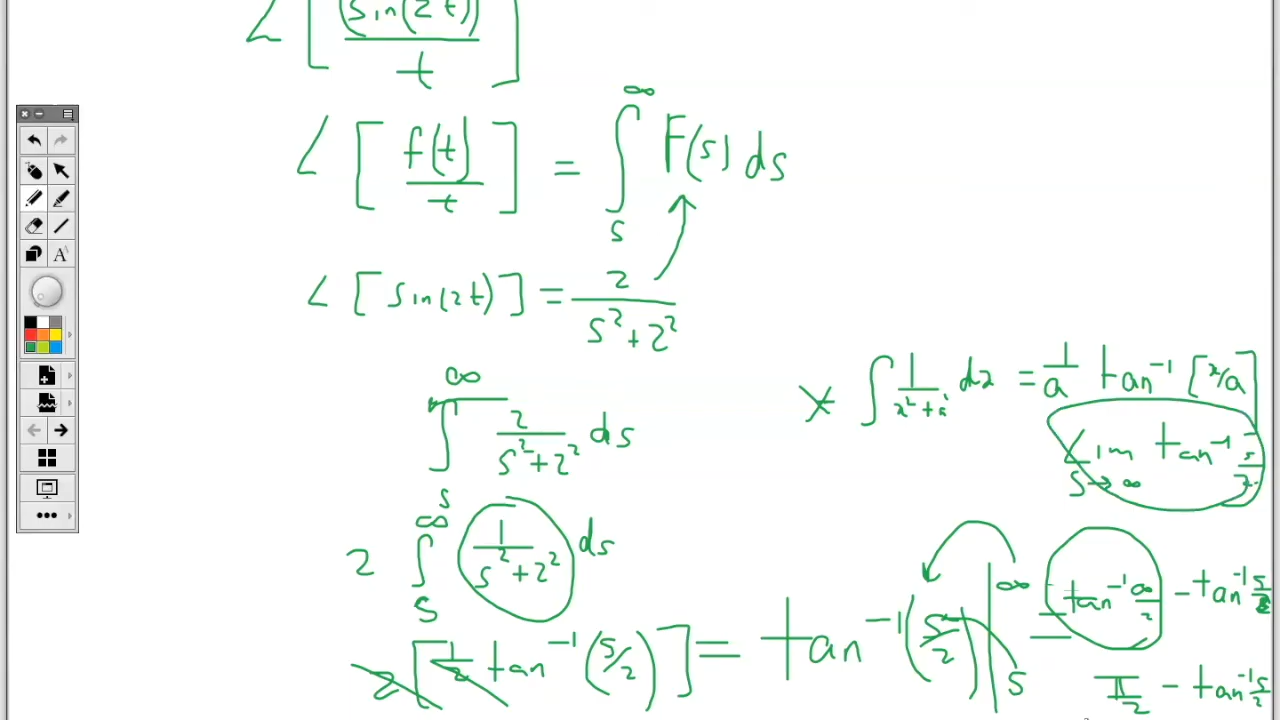 L [ (sin(2t)) / t ]
L [ f(t) / t ] = ∫_s^∞ F(s) ds
L [ sin(2t) ] = 2 / (s² + 2²)
∫_s^∞ 2 / (s² + 2²) ds
* ∫ 1 / (x² + a²) dx = 1/a tan⁻¹ [x/a]
Lim s→∞ tan⁻¹ s/2
2 ∫_s^∞ 1 / (s² + 2²) ds
2 [ 1/2 tan⁻¹ (s/2) ] = tan⁻¹ (s/2) |_s^∞ = tan⁻¹ ∞/2 − tan⁻¹ s/2
π/2 − tan⁻¹ s/2
A